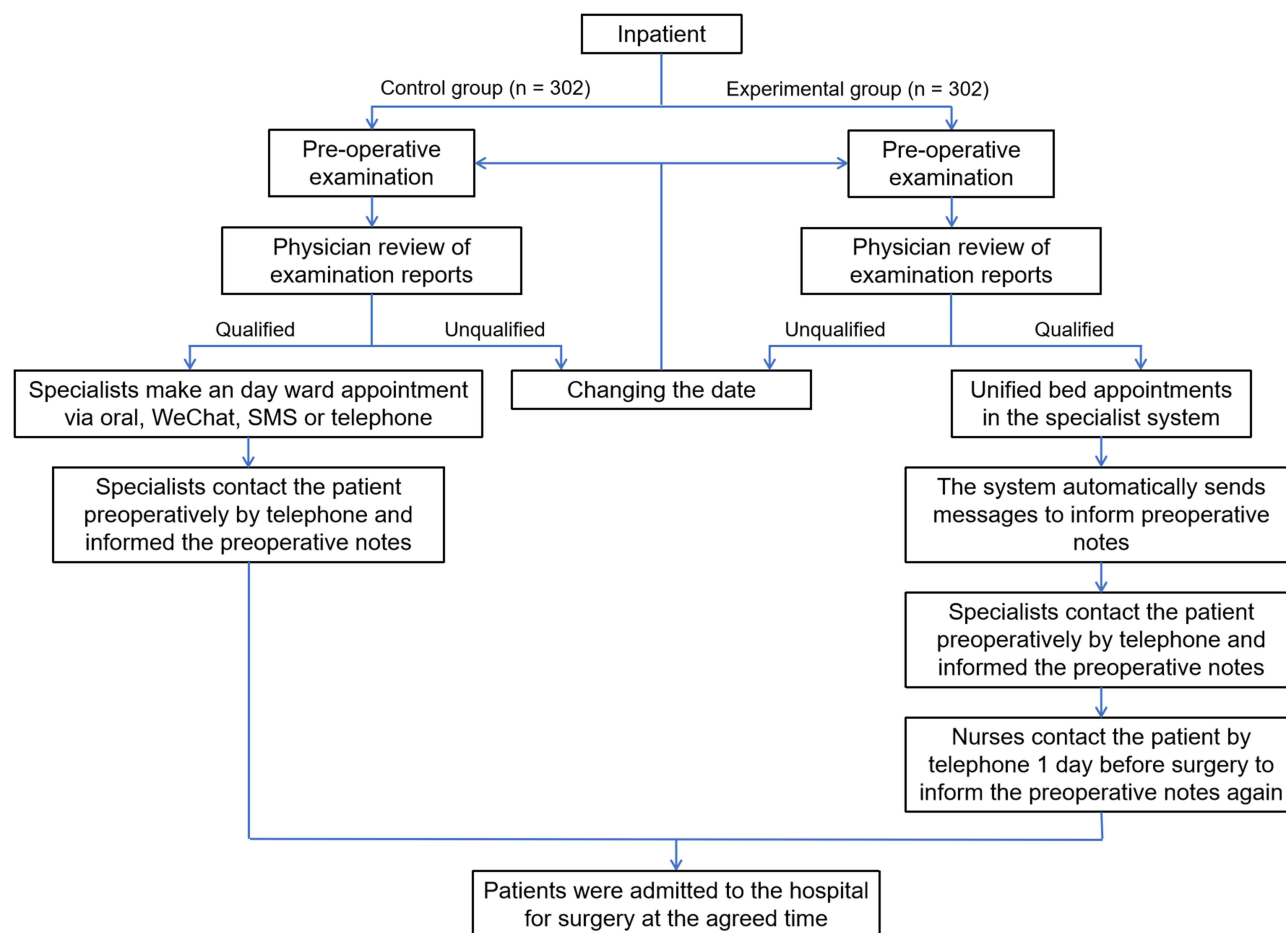 Inpatient
Control group (n = 302)
Experimental group (n = 302)
Pre-operative
examination
Pre-operative
examination
Physician review of
examination reports
Physician review of
examination reports
Qualified
Unqualified
Unqualified
Qualified
Specialists make an day ward appointment
via oral, WeChat, SMS or telephone
Changing the date
Unified bed appointments
in the specialist system
Specialists contact the patient
preoperatively by telephone and
informed the preoperative notes
The system automatically sends
messages to inform preoperative
notes
Specialists contact the patient
preoperatively by telephone and
informed the preoperative notes
Nurses contact the patient by
telephone 1 day before surgery to
inform the preoperative notes again
Patients were admitted to the hospital
for surgery at the agreed time